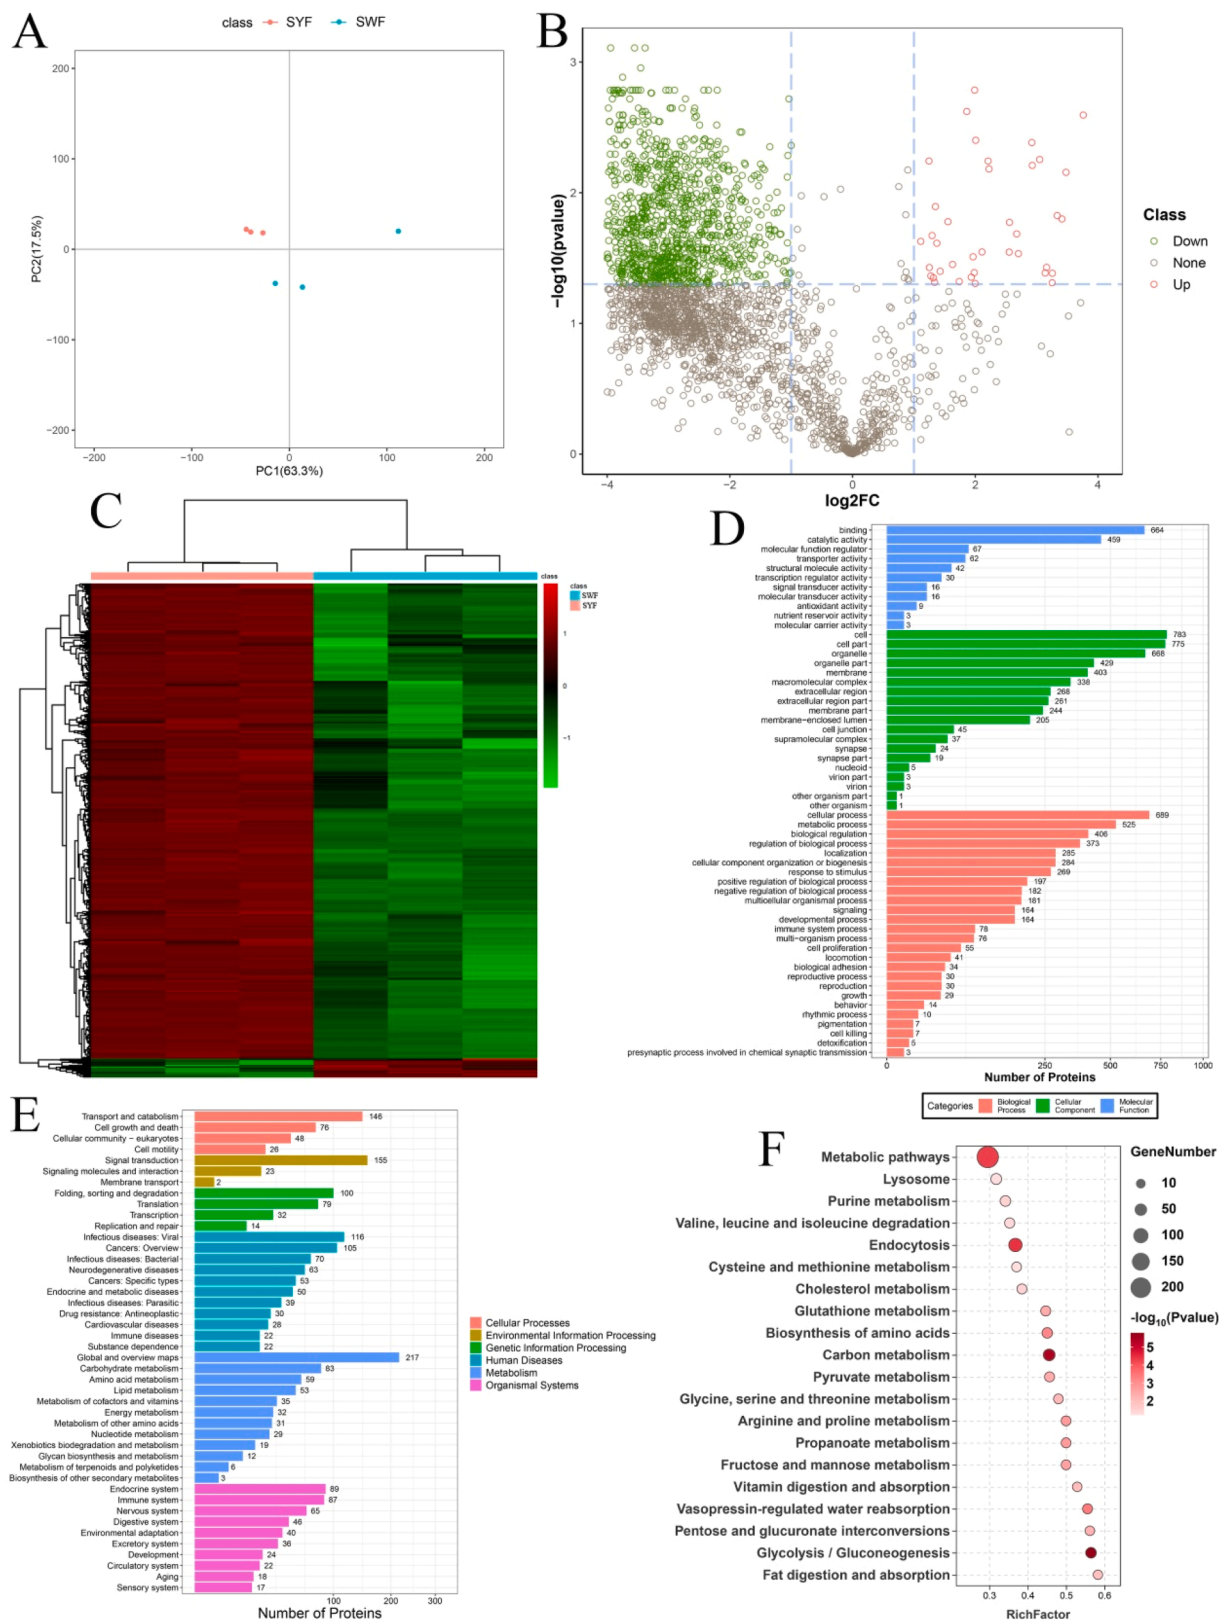 A
class SYF SWF
200
100
0
−100
−200
PC2(17.5%)
−200 −100 0 100 200
PC1(63.3%)
B
3
2
1
0
−log10(pvalue)
−4 −2 0 2 4
log2FC
Class
Down
None
Up
C
class
1
0
−1
class
SWF
SYF
D
binding 664
catalytic activity 459
molecular function regulator 67
transporter activity 62
structural molecule activity 42
transcription regulator activity 30
signal transducer activity 16
molecular transducer activity 16
antioxidant activity 9
nutrient reservoir activity 3
molecular carrier activity 3
cell 783
cell part 775
organelle 668
organelle part 429
membrane 403
macromolecular complex 338
extracellular region 268
extracellular region part 261
membrane part 244
membrane−enclosed lumen 205
cell junction 45
supramolecular complex 37
synapse 24
synapse part 19
nucleoid 5
virion part 3
virion 3
other organism part 1
other organism 1
cellular process 689
metabolic process 525
biological regulation 406
regulation of biological process 373
localization 285
cellular component organization or biogenesis 284
response to stimulus 269
positive regulation of biological process 197
negative regulation of biological process 182
multicellular organismal process 181
signaling 164
developmental process 164
immune system process 78
multi−organism process 76
cell proliferation 55
locomotion 41
biological adhesion 34
reproductive process 30
reproduction 30
growth 29
behavior 14
rhythmic process 10
pigmentation 7
cell killing 7
detoxification 5
presynaptic process involved in chemical synaptic transmission 3
0 250 500 750 1000
Number of Proteins
Categories Biological Process Cellular Component Molecular Function
E
Transport and catabolism 146
Cell growth and death 76
Cellular community − eukaryotes 48
Cell motility 26
Signal transduction 155
Signaling molecules and interaction 23
Membrane transport 2
Folding, sorting and degradation 100
Translation 79
Transcription 32
Replication and repair 14
Infectious diseases: Viral 116
Cancers: Overview 105
Infectious diseases: Bacterial 70
Neurodegenerative diseases 63
Cancers: Specific types 53
Endocrine and metabolic diseases 50
Infectious diseases: Parasitic 39
Drug resistance: Antineoplastic 30
Cardiovascular diseases 28
Immune diseases 22
Substance dependence 22
Global and overview maps 217
Carbohydrate metabolism 83
Amino acid metabolism 59
Lipid metabolism 53
Metabolism of cofactors and vitamins 35
Energy metabolism 32
Metabolism of other amino acids 31
Nucleotide metabolism 29
Xenobiotics biodegradation and metabolism 19
Glycan biosynthesis and metabolism 12
Metabolism of terpenoids and polyketides 6
Biosynthesis of other secondary metabolites 3
Endocrine system 89
Immune system 87
Nervous system 65
Digestive system 46
Environmental adaptation 40
Excretory system 36
Development 24
Circulatory system 22
Aging 18
Sensory system 17
100 200 300
Number of Proteins
Cellular Processes
Environmental Information Processing
Genetic Information Processing
Human Diseases
Metabolism
Organismal Systems
F
Metabolic pathways
Lysosome
Purine metabolism
Valine, leucine and isoleucine degradation
Endocytosis
Cysteine and methionine metabolism
Cholesterol metabolism
Glutathione metabolism
Biosynthesis of amino acids
Carbon metabolism
Pyruvate metabolism
Glycine, serine and threonine metabolism
Arginine and proline metabolism
Propanoate metabolism
Fructose and mannose metabolism
Vitamin digestion and absorption
Vasopressin-regulated water reabsorption
Pentose and glucuronate interconversions
Glycolysis / Gluconeogenesis
Fat digestion and absorption
0.3 0.4 0.5 0.6
RichFactor
GeneNumber
10
50
100
150
200
-log10(Pvalue)
5
4
3
2